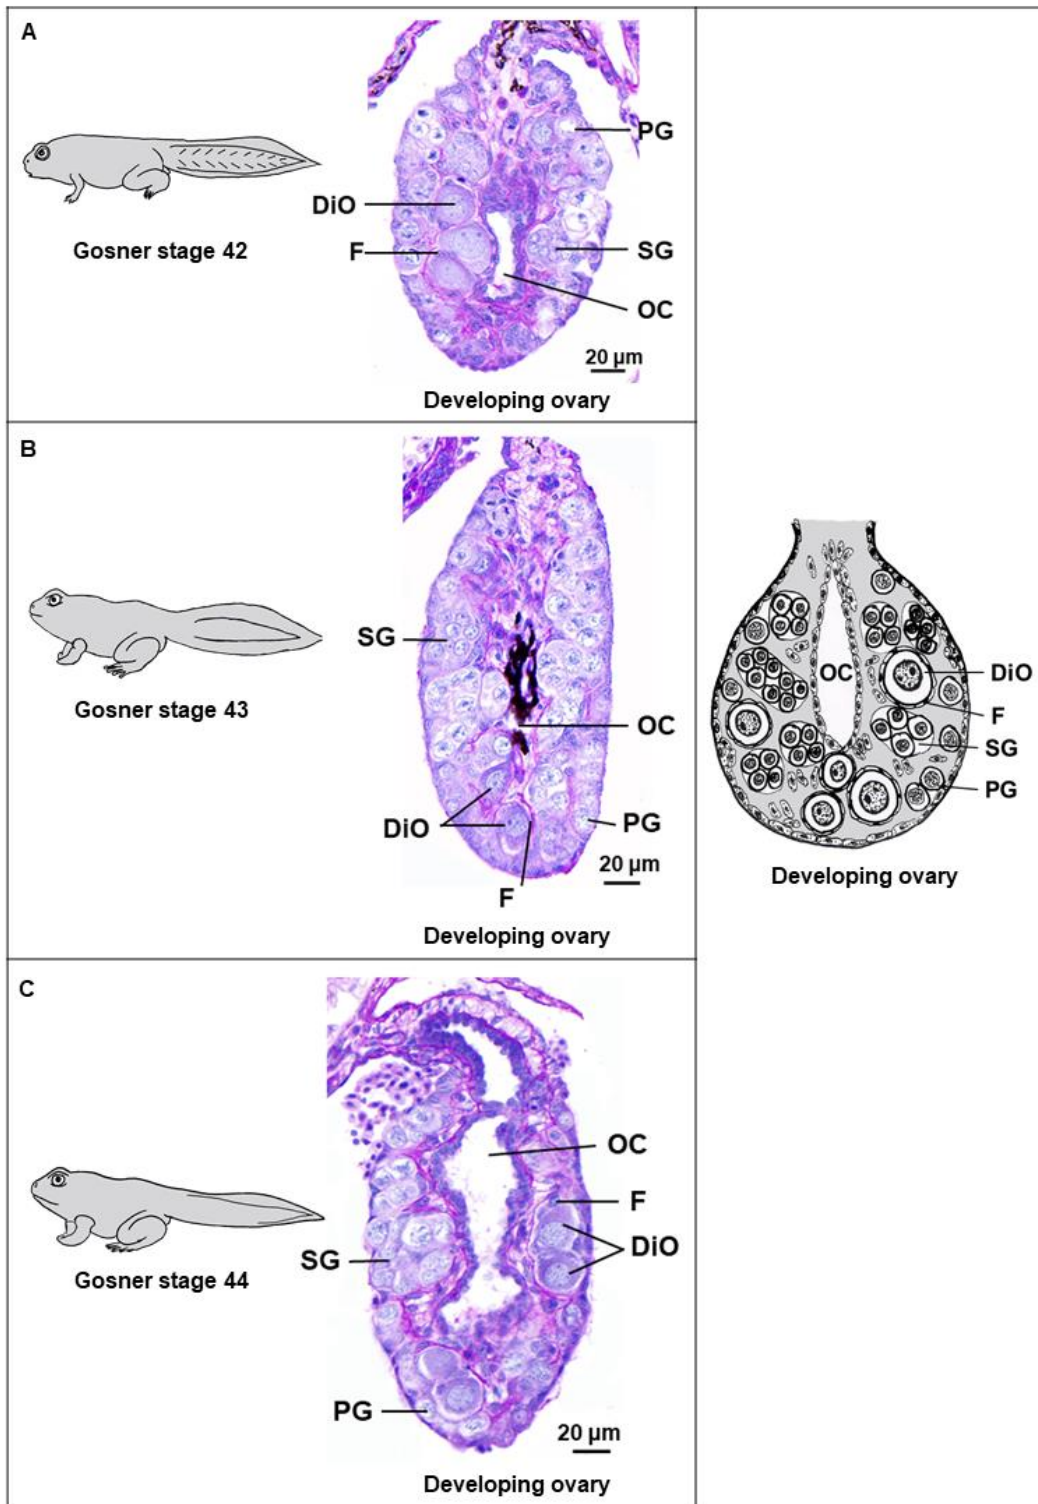 A
PG
DiO
F
SG
OC
Gosner stage 42
20 µm
Developing ovary
B
SG
OC
DiO
PG
F
Gosner stage 43
20 µm
Developing ovary
OC
DiO
F
SG
PG
Developing ovary
C
OC
F
DiO
SG
PG
Gosner stage 44
20 µm
Developing ovary